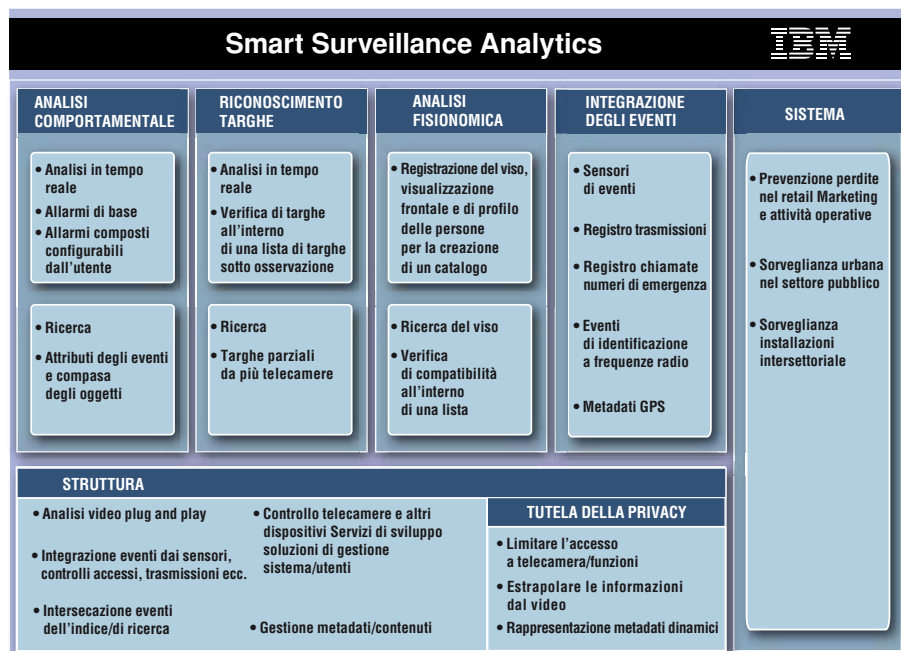 Smart Surveillance Analytics
IBM
ANALISI
COMPORTAMENTALE
• Analisi in tempo
reale
• Allarmi di base
• Allarmi composti
configurabili
dall'utente
• Ricerca
• Attributi degli eventi
e compasa
degli oggetti
RICONOSCIMENTO
TARGHE
• Analisi in tempo
reale
• Verifica di targhe
all'interno
di una lista di targhe
sotto osservazione
• Ricerca
• Targhe parziali
da più telecamere
ANALISI
FISIONOMICA
• Registrazione del viso,
visualizzazione
frontale e di profilo
delle persone
per la creazione
di un catalogo
• Ricerca del viso
• Verifica
di compatibilità
all'interno
di una lista
INTEGRAZIONE
DEGLI EVENTI
• Sensori
di eventi
• Registro trasmissioni
• Registro chiamate
numeri di emergenza
• Eventi
di identificazione
a frequenze radio
• Metadati GPS
SISTEMA
• Prevenzione perdite
nel retail Marketing
e attività operative
• Sorveglianza urbana
nel settore pubblico
• Sorveglianza
installazioni
intersettoriale
STRUTTURA
• Analisi video plug and play
• Integrazione eventi dai sensori,
controlli accessi, trasmissioni ecc.
• Intersecazione eventi
dell'indice/di ricerca
• Controllo telecamere e altri
dispositivi Servizi di sviluppo
soluzioni di gestione
sistema/utenti
• Gestione metadati/contenuti
TUTELA DELLA PRIVACY
• Limitare l'accesso
a telecamera/funzioni
• Estrapolare le informazioni
dal video
• Rappresentazione metadati dinamici